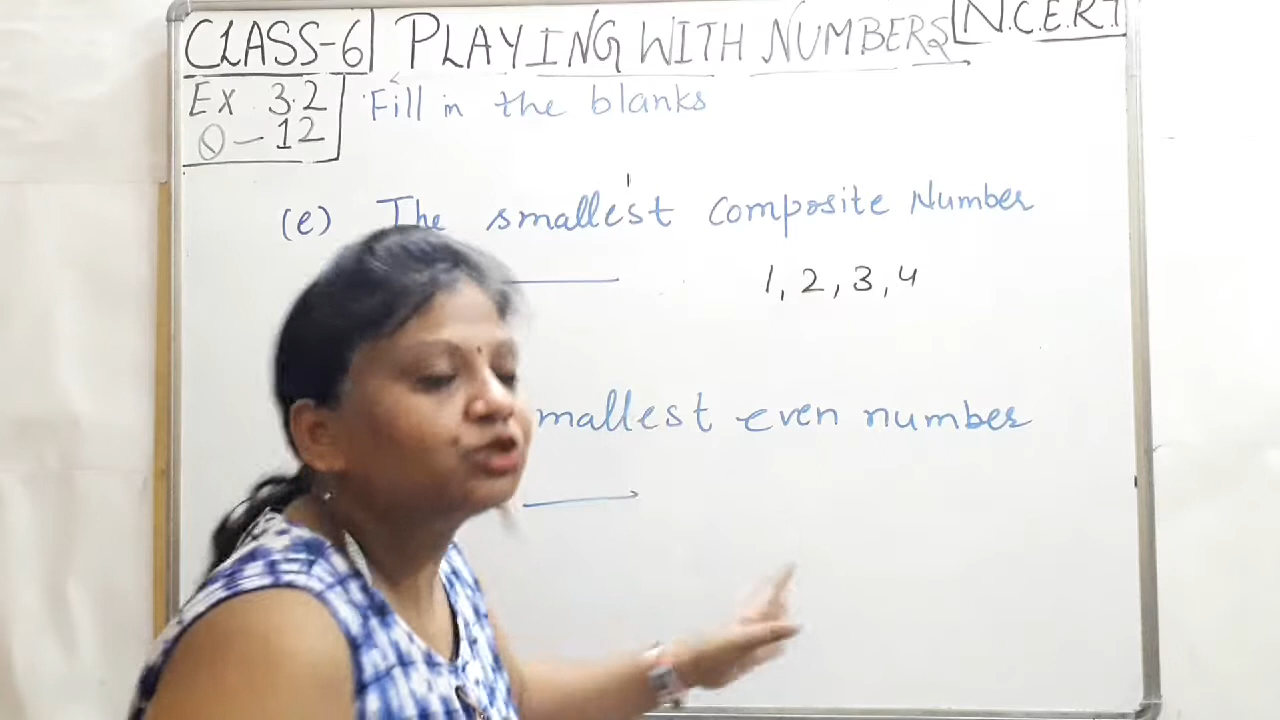 CLASS-6 PLAYING WITH NUMBERS N.C.E.R.T
Ex 3.2 Fill in the blanks
Q-12
(e) The smallest composite Number
1, 2, 3, 4
mallest even number